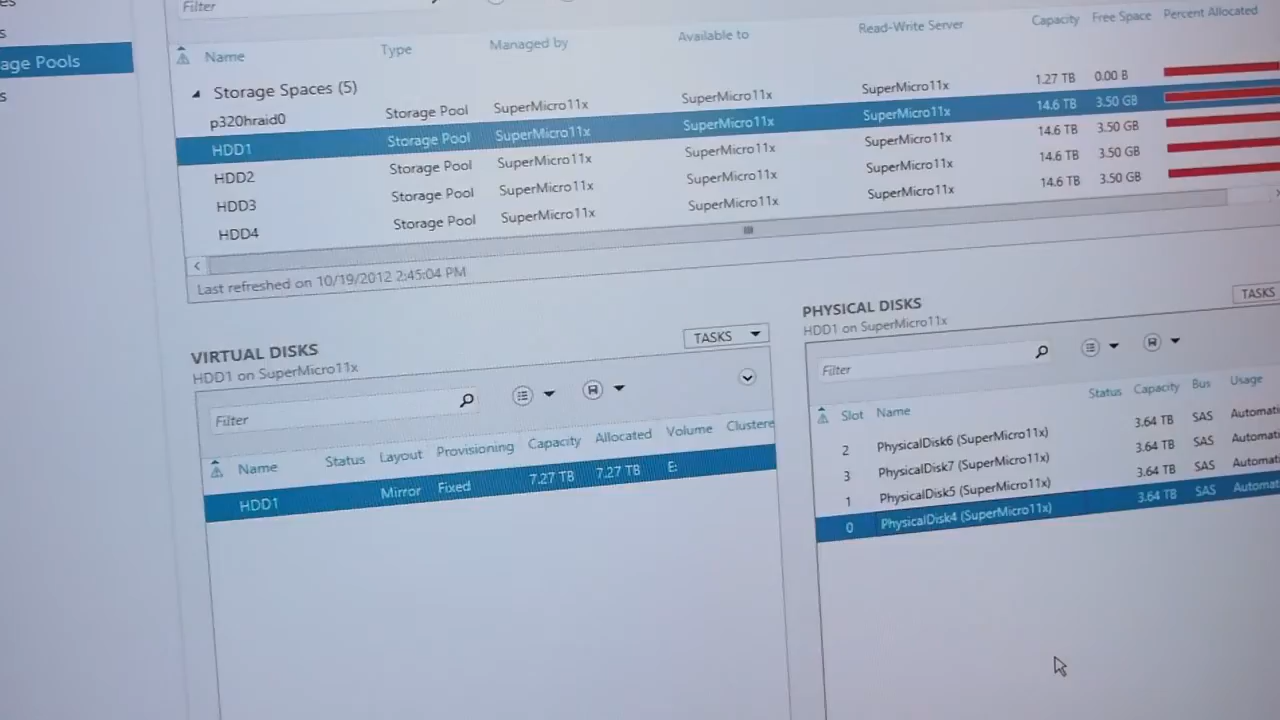 es
Filter
s
Name Type Managed by Available to Read-Write Server Capacity Free Space Percent Allocated
age Pools
s
Storage Spaces (5)
p320hraid0 Storage Pool SuperMicro11x SuperMicro11x SuperMicro11x 1.27 TB 0.00 B
HDD1 Storage Pool SuperMicro11x SuperMicro11x SuperMicro11x 14.6 TB 3.50 GB
HDD2 Storage Pool SuperMicro11x SuperMicro11x SuperMicro11x 14.6 TB 3.50 GB
HDD3 Storage Pool SuperMicro11x SuperMicro11x SuperMicro11x 14.6 TB 3.50 GB
HDD4 Storage Pool SuperMicro11x SuperMicro11x SuperMicro11x 14.6 TB 3.50 GB
Last refreshed on 10/19/2012 2:45:04 PM
VIRTUAL DISKS
HDD1 on SuperMicro11x
TASKS
Filter
Name Status Layout Provisioning Capacity Allocated Volume Clustere
HDD1 Mirror Fixed 7.27 TB 7.27 TB E:
PHYSICAL DISKS
HDD1 on SuperMicro11x
TASKS
Filter
Slot Name Status Capacity Bus Usage
2 PhysicalDisk6 (SuperMicro11x) 3.64 TB SAS Automati
3 PhysicalDisk7 (SuperMicro11x) 3.64 TB SAS Automati
1 PhysicalDisk5 (SuperMicro11x) 3.64 TB SAS Automati
0 PhysicalDisk4 (SuperMicro11x) 3.64 TB SAS Automat